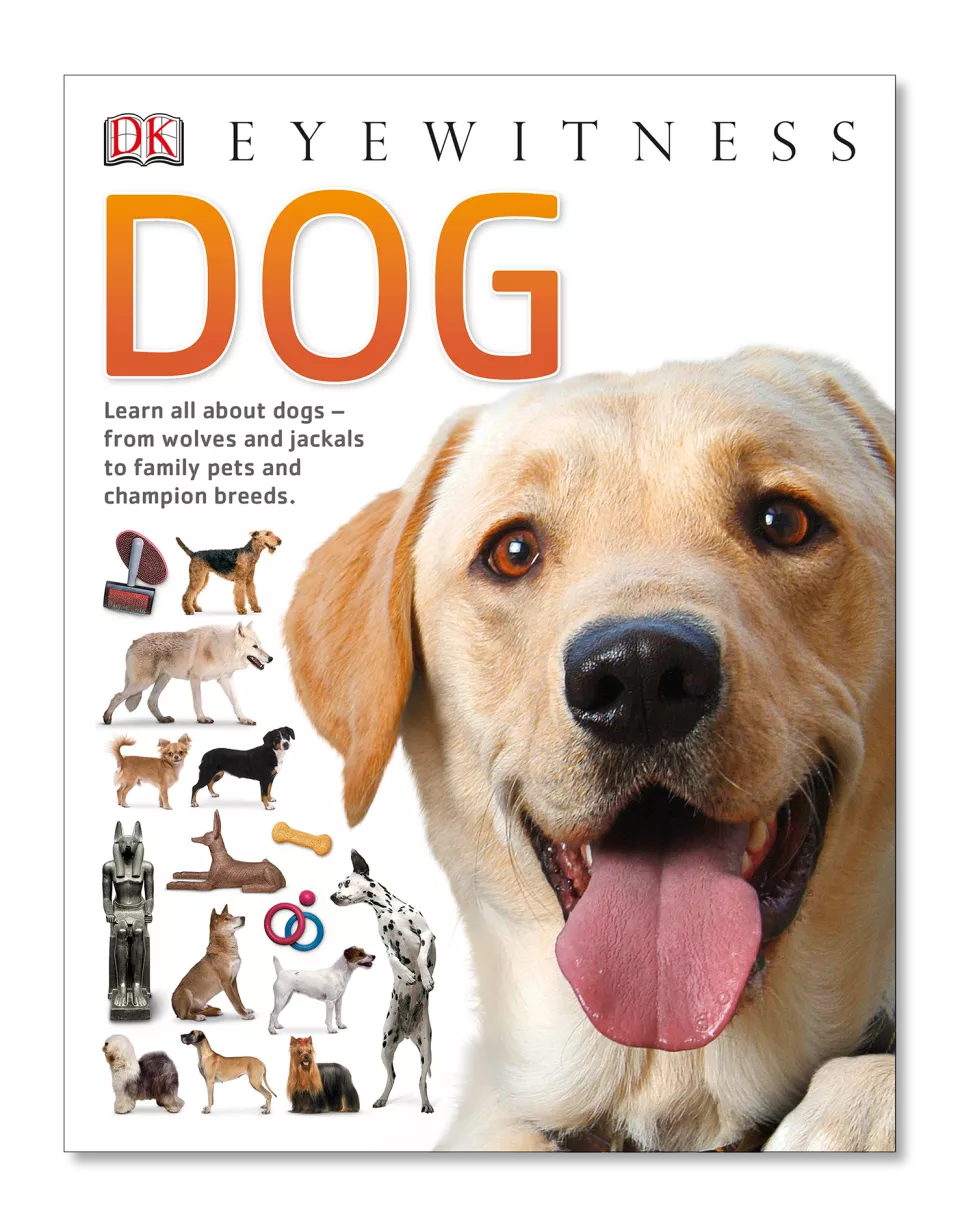 DK EYEWITNESS
DOG
Learn all about dogs –
from wolves and jackals
to family pets and
champion breeds.